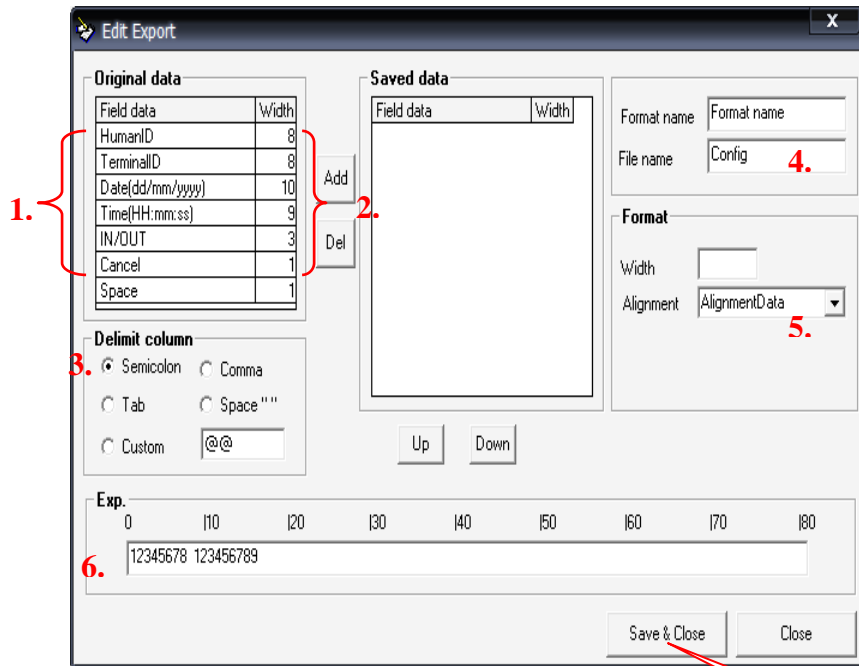 Edit Export
X
Original data
Field data Width
HumanID 8
TerminalID 8
Date(dd/mm/yyyy) 10
Time(HH:mm:ss) 9
IN/OUT 3
Cancel 1
Space 1
1.
2.
Add
Del
Saved data
Field data Width
Format name Format name
File name Config
4.
Format
Width
Alignment AlignmentData
5.
Delimit column
3. Semicolon Comma
Tab Space " "
Custom @@
Up Down
Exp.
0 |10 |20 |30 |40 |50 |60 |70 |80
6. 12345678 123456789
Save & Close Close